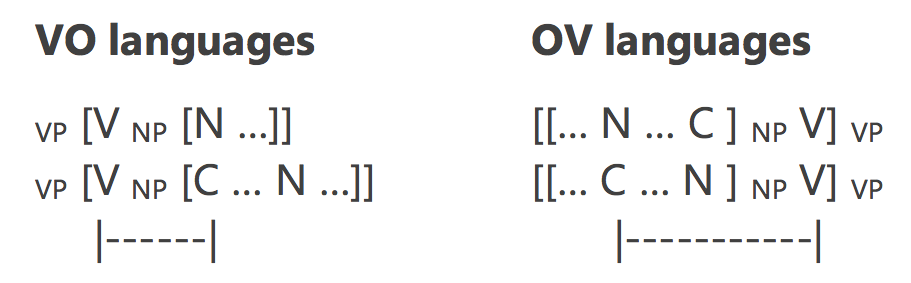 VO languages OV languages
VP [V NP [N …]] [[… N … C ] NP V] VP
VP [V NP [C … N …]] [[… C … N ] NP V] VP
|------| |-----------|